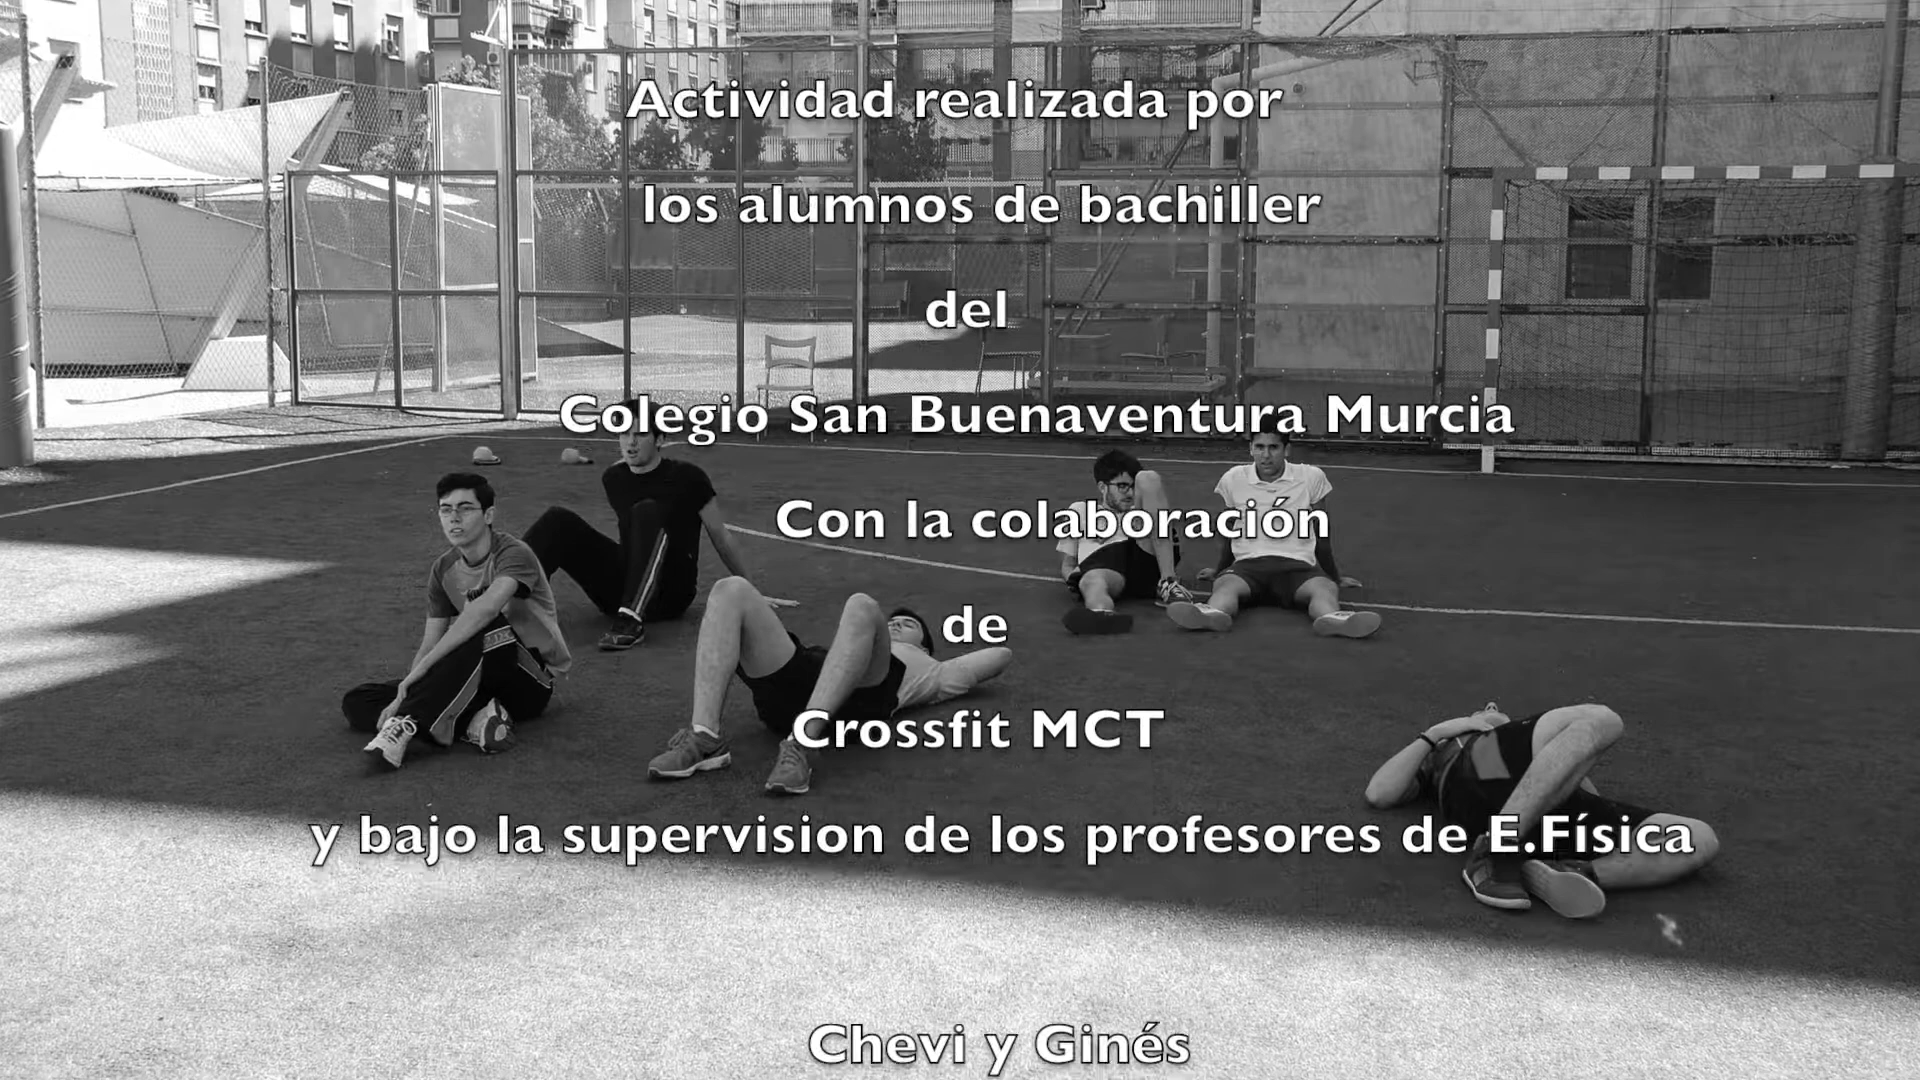 Actividad realizada por
los alumnos de bachiller
del
Colegio San Buenaventura Murcia
Con la colaboración
de
Crossfit MCT
y bajo la supervision de los profesores de E.Física
Chevi y Ginés